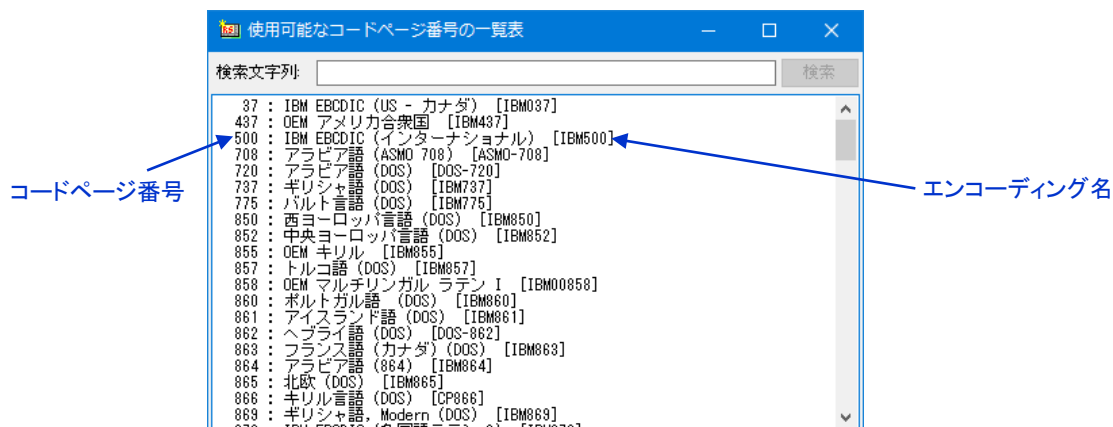 使用可能なコードページ番号の一覧表
検索文字列: 検索
37 : IBM EBCDIC (US - カナダ) [IBM037]
437 : OEM アメリカ合衆国 [IBM437]
500 : IBM EBCDIC (インターナショナル) [IBM500]
708 : アラビア語 (ASMO 708) [ASMO-708]
720 : アラビア語 (DOS) [DOS-720]
コードページ番号
エンコーディング名
737 : ギリシャ語 (DOS) [IBM737]
775 : バルト言語 (DOS) [IBM775]
850 : 西ヨーロッパ言語 (DOS) [IBM850]
852 : 中央ヨーロッパ言語 (DOS) [IBM852]
855 : OEM キリル [IBM855]
857 : トルコ語 (DOS) [IBM857]
858 : OEM マルチリンガル ラテン I [IBM00858]
860 : ポルトガル語 (DOS) [IBM860]
861 : アイスランド語 (DOS) [IBM861]
862 : ヘブライ語 (DOS) [DOS-862]
863 : フランス語 (カナダ) (DOS) [IBM863]
864 : アラビア語 (864) [IBM864]
865 : 北欧 (DOS) [IBM865]
866 : キリル言語 (DOS) [CP866]
869 : ギリシャ語, Modern (DOS) [IBM869]